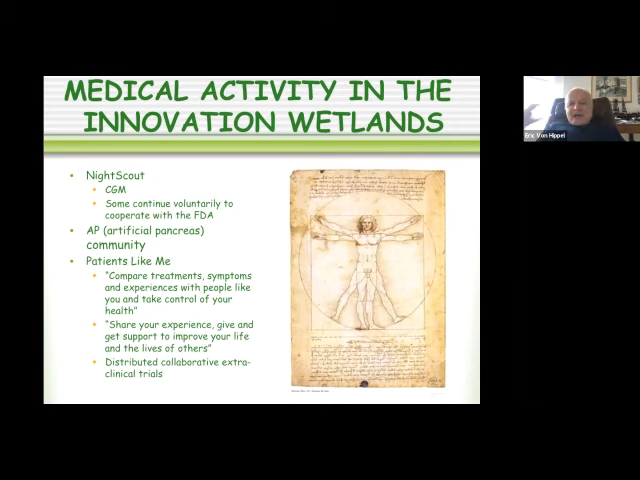 MEDICAL ACTIVITY IN THE
INNOVATION WETLANDS
• NightScout
• CGM
• Some continue voluntarily to
cooperate with the FDA
• AP (artificial pancreas)
community
• Patients Like Me
• “Compare treatments, symptoms
and experiences with people like
you and take control of your
health”
• “Share your experience, give and
get support to improve your life
and the lives of others”
• Distributed collaborative extra-
clinical trials
Eric Von Hippel